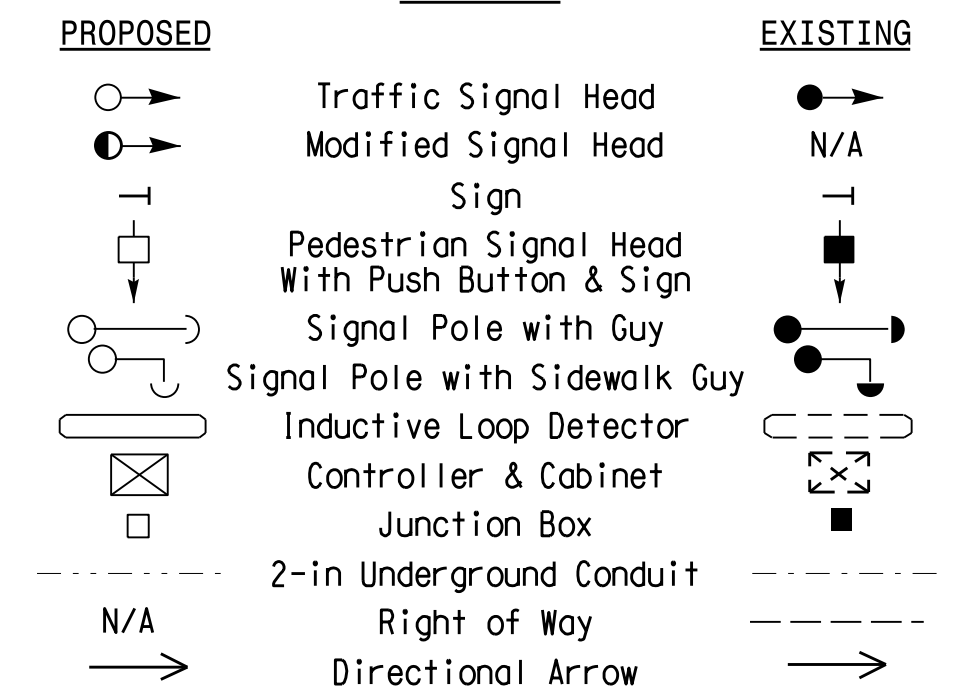 PROPOSED EXISTING
Traffic Signal Head
Modified Signal Head N/A
Sign
Pedestrian Signal Head
With Push Button & Sign
Signal Pole with Guy
Signal Pole with Sidewalk Guy
Inductive Loop Detector
Controller & Cabinet
Junction Box
2-in Underground Conduit
N/A Right of Way
Directional Arrow